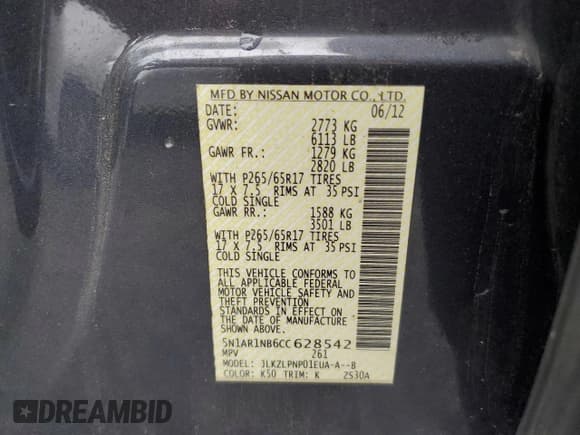 MFD BY NISSAN MOTOR CO.,LTD.
DATE: 06/12
GVWR: 2773 KG
6113 LB
GAWR FR.: 1279 KG
2820 LB
WITH P265/65R17 TIRES
17 X 7.5 RIMS AT 35 PSI
COLD SINGLE
GAWR RR.: 1588 KG
3501 LB
WITH P265/65R17 TIRES
17 X 7.5 RIMS AT 35 PSI
COLD SINGLE
THIS VEHICLE CONFORMS TO
ALL APPLICABLE FEDERAL
MOTOR VEHICLE SAFETY AND
THEFT PREVENTION
STANDARDS IN EFFECT ON
THE DATE OF MANUFACTURE
SHOWN ABOVE.
5N1AR1NB6CC628542
MPV 261
MODEL: JLKZLPNP01EUA-A--B
COLOR: K50 TRIM: K 2S30A
DREAMBID
.COM